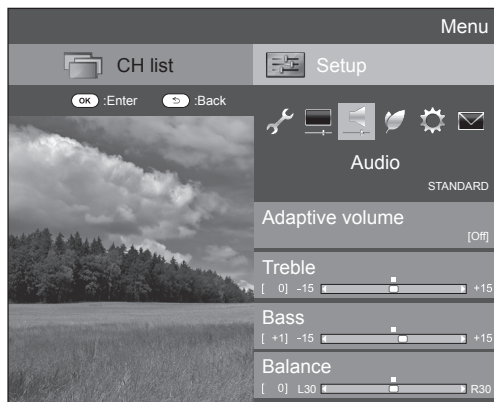 Menu
CH list
Setup
OK :Enter :Back
Audio
STANDARD
Adaptive volume
[Off]
Treble
[ 0] -15 +15
Bass
[ +1] -15 +15
Balance
[ 0] L30 R30